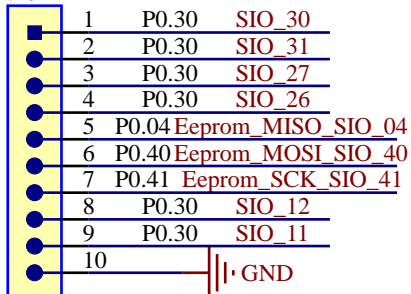 1 P0.30 SIO_30
2 P0.30 SIO_31
3 P0.30 SIO_27
4 P0.30 SIO_26
5 P0.04 Eeprom_MISO_SIO_04
6 P0.40 Eeprom_MOSI_SIO_40
7 P0.41 Eeprom_SCK_SIO_41
8 P0.30 SIO_12
9 P0.30 SIO_11
10 GND